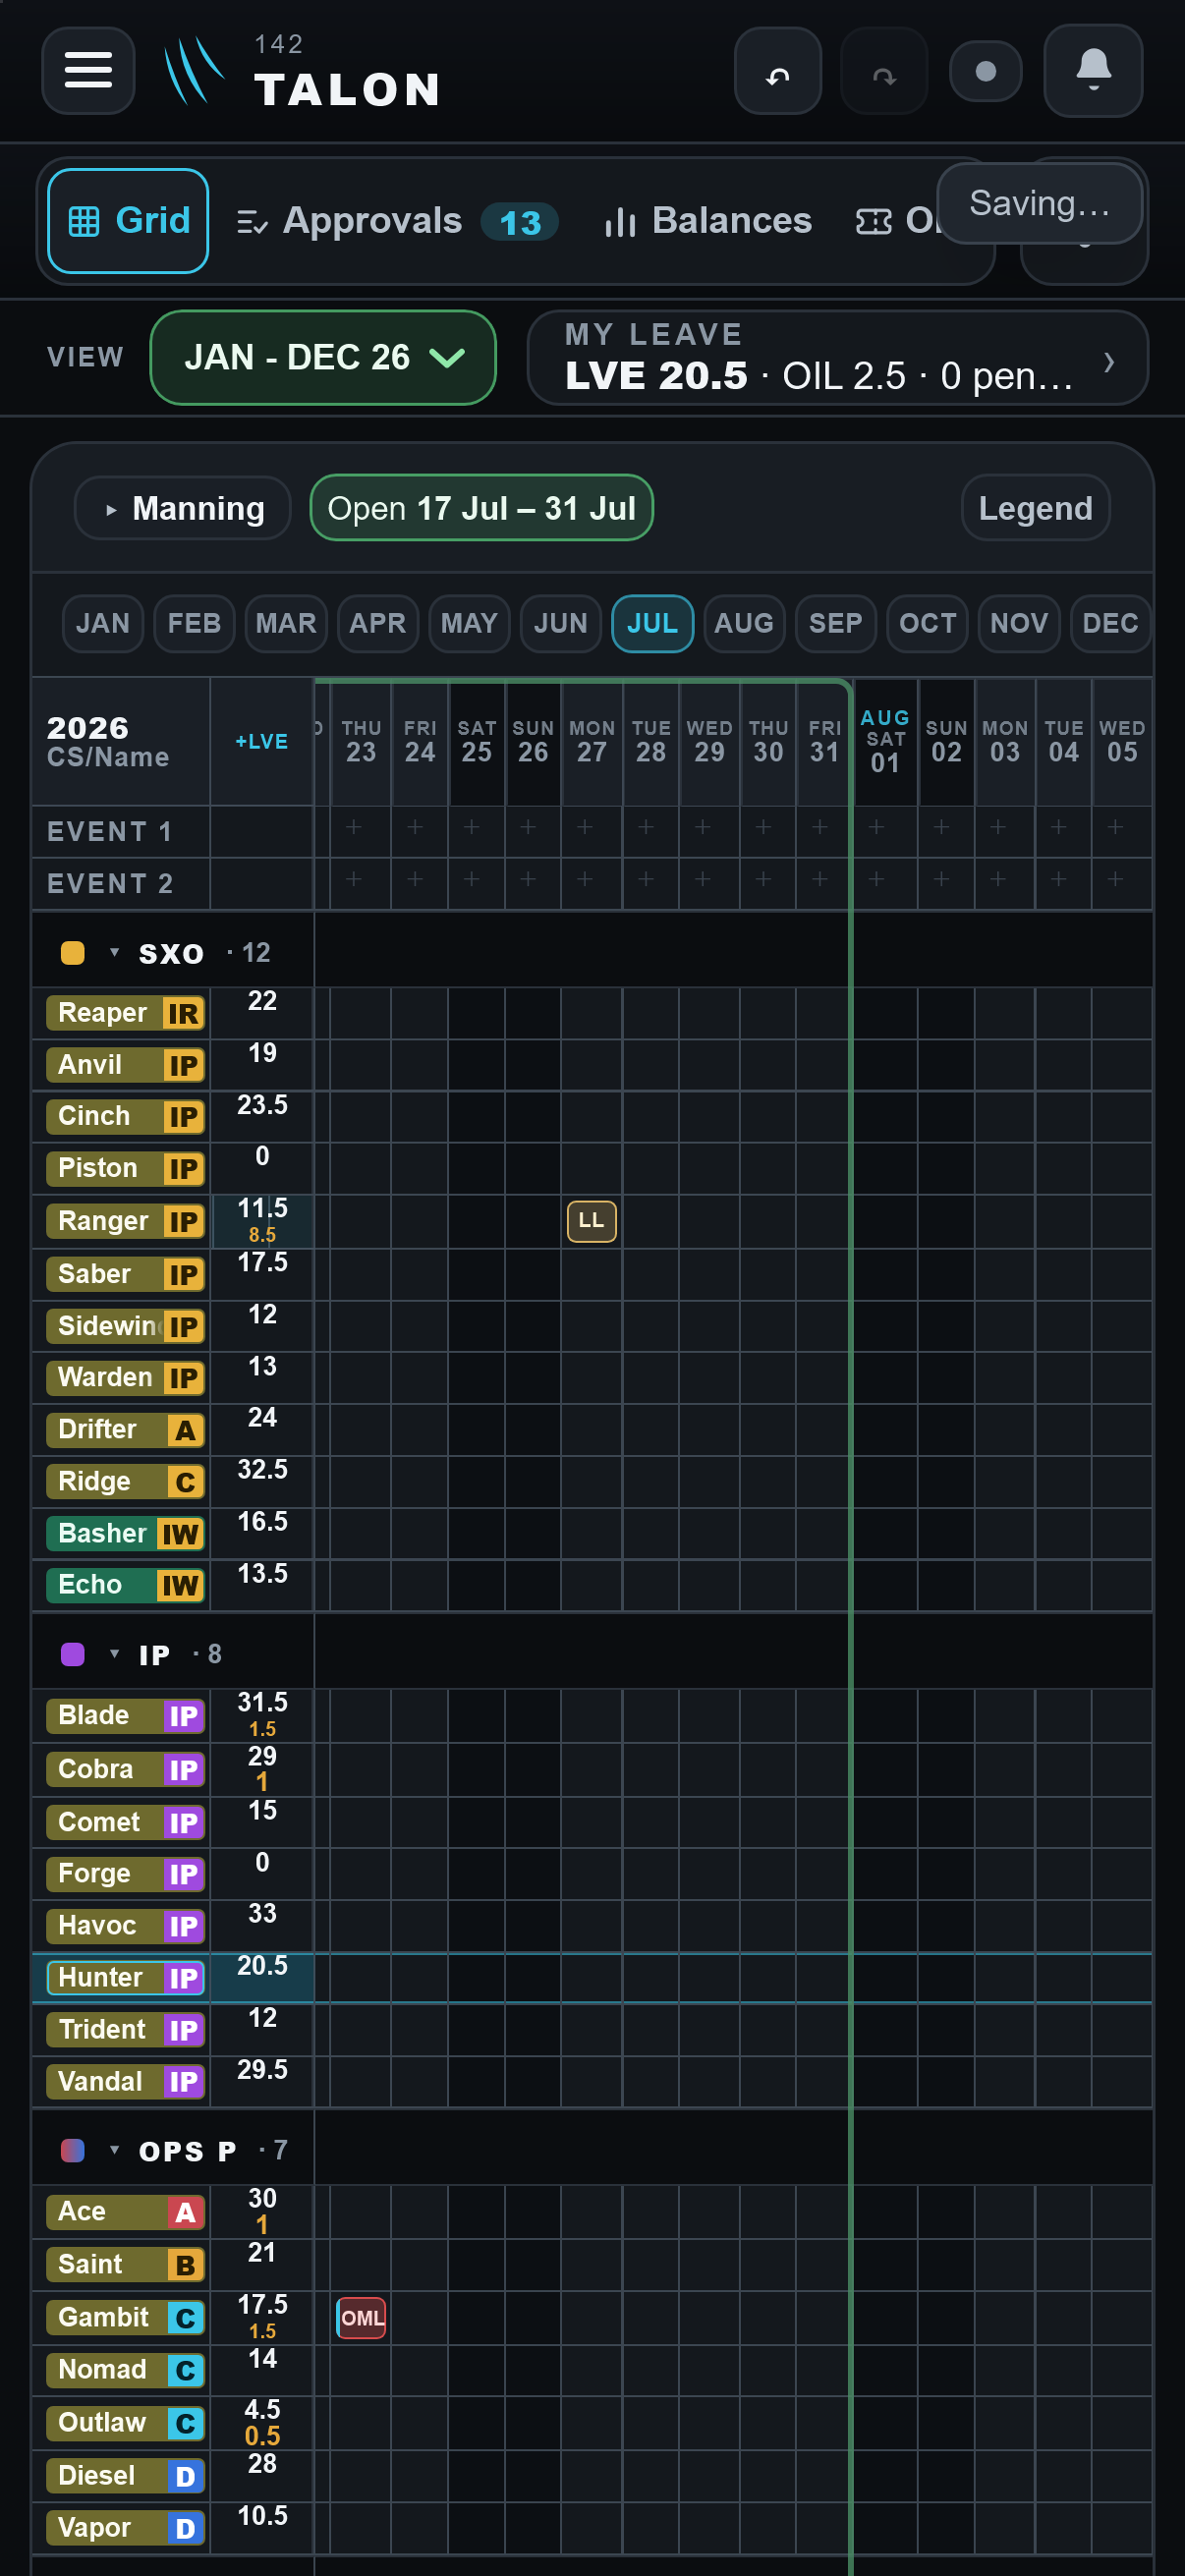 142
TALON
Grid
Approvals 13
Balances
Saving…
VIEW
JAN - DEC 26
MY LEAVE
LVE 20.5 · OIL 2.5 · 0 pen…
Manning
Open 17 Jul – 31 Jul
Legend
JAN FEB MAR APR MAY JUN JUL AUG SEP OCT NOV DEC
2026
CS/Name
+LVE
THU 23
FRI 24
SAT 25
SUN 26
MON 27
TUE 28
WED 29
THU 30
FRI 31
AUG SAT 01
SUN 02
MON 03
TUE 04
WED 05
EVENT 1 + + + + + + + + + + + + + +
EVENT 2 + + + + + + + + + + + + + +
SXO · 12
Reaper IR 22
Anvil IP 19
Cinch IP 23.5
Piston IP 0
Ranger IP 11.5 8.5 LL
Saber IP 17.5
Sidewin IP 12
Warden IP 13
Drifter A 24
Ridge C 32.5
Basher IW 16.5
Echo IW 13.5
IP · 8
Blade IP 31.5 1.5
Cobra IP 29 1
Comet IP 15
Forge IP 0
Havoc IP 33
Hunter IP 20.5
Trident IP 12
Vandal IP 29.5
OPS P · 7
Ace A 30 1
Saint B 21
Gambit C 17.5 1.5 OML
Nomad C 14
Outlaw C 4.5 0.5
Diesel D 28
Vapor D 10.5